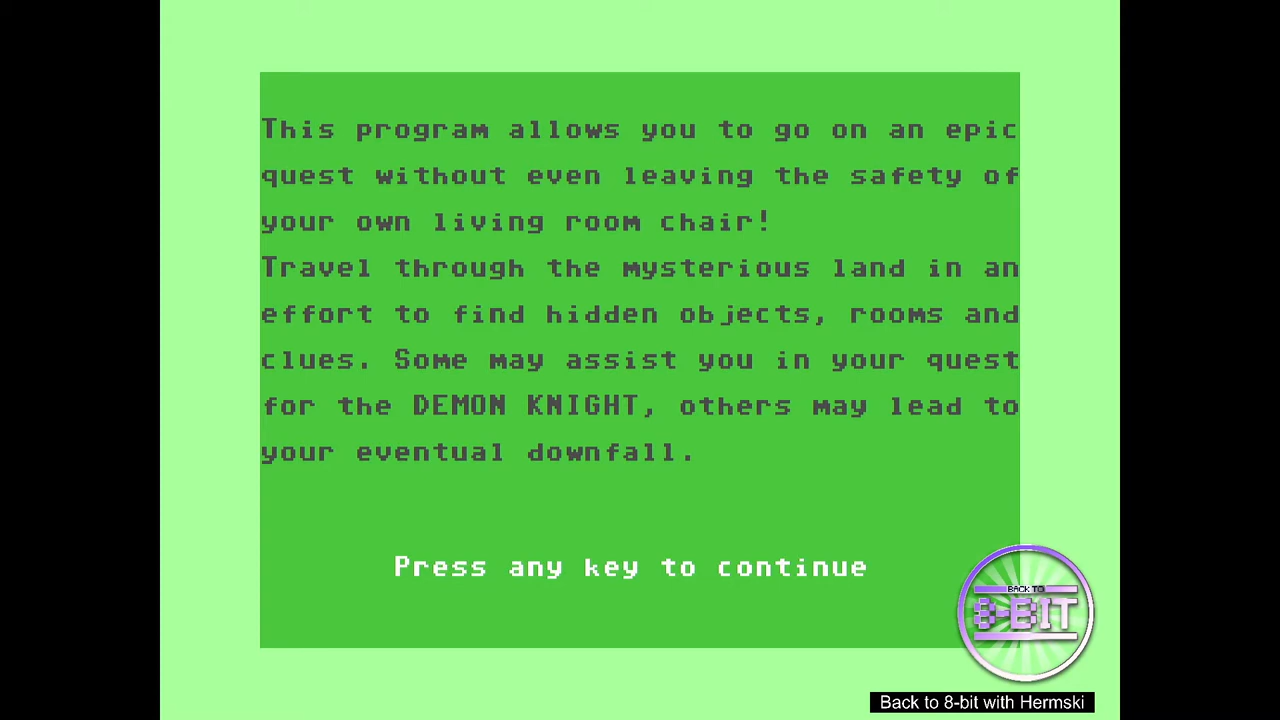 This program allows you to go on an epic
quest without even leaving the safety of
your own living room chair!
Travel through the mysterious land in an
effort to find hidden objects, rooms and
clues. Some may assist you in your quest
for the DEMON KNIGHT, others may lead to
your eventual downfall.
Press any key to continue
BACK TO
8-BIT
Back to 8-bit with Hermski